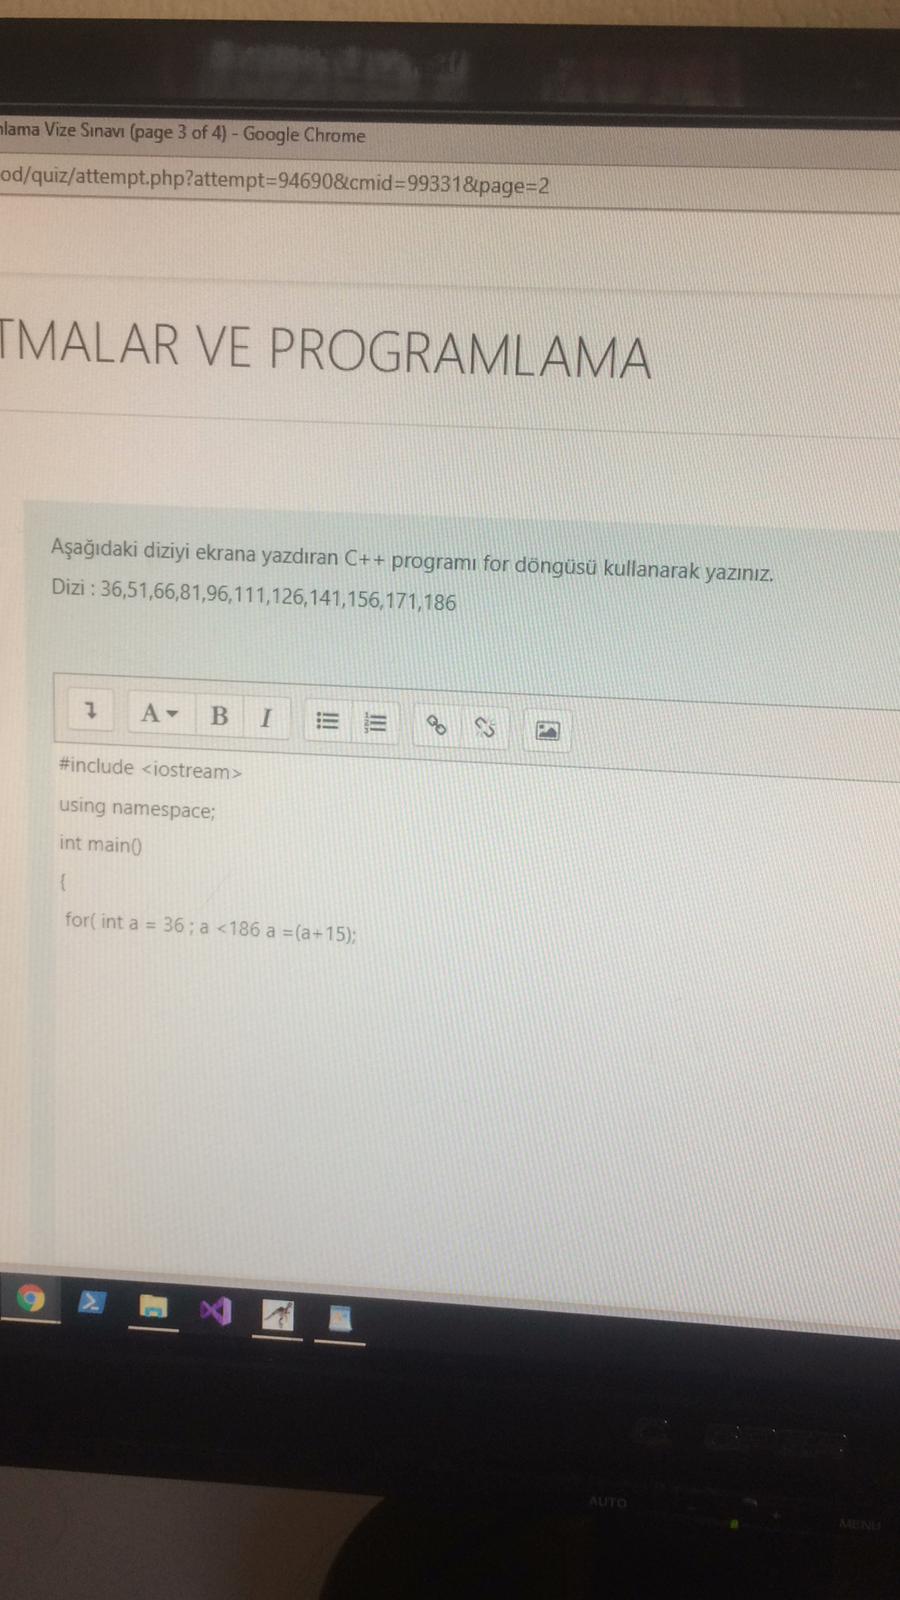 lama Vize Sınavı (page 3 of 4) - Google Chrome
od/quiz/attempt.php?attempt=94690&cmid=99331&page=2
TMALAR VE PROGRAMLAMA
Aşağıdaki diziyi ekrana yazdıran C++ programı for döngüsü kullanarak yazınız.
Dizi : 36,51,66,81,96,111,126,141,156,171,186
A B I
#include <iostream>
using namespace;
int main()
{
for( int a = 36 ; a <186 a =(a+15);
AUTO
MENU